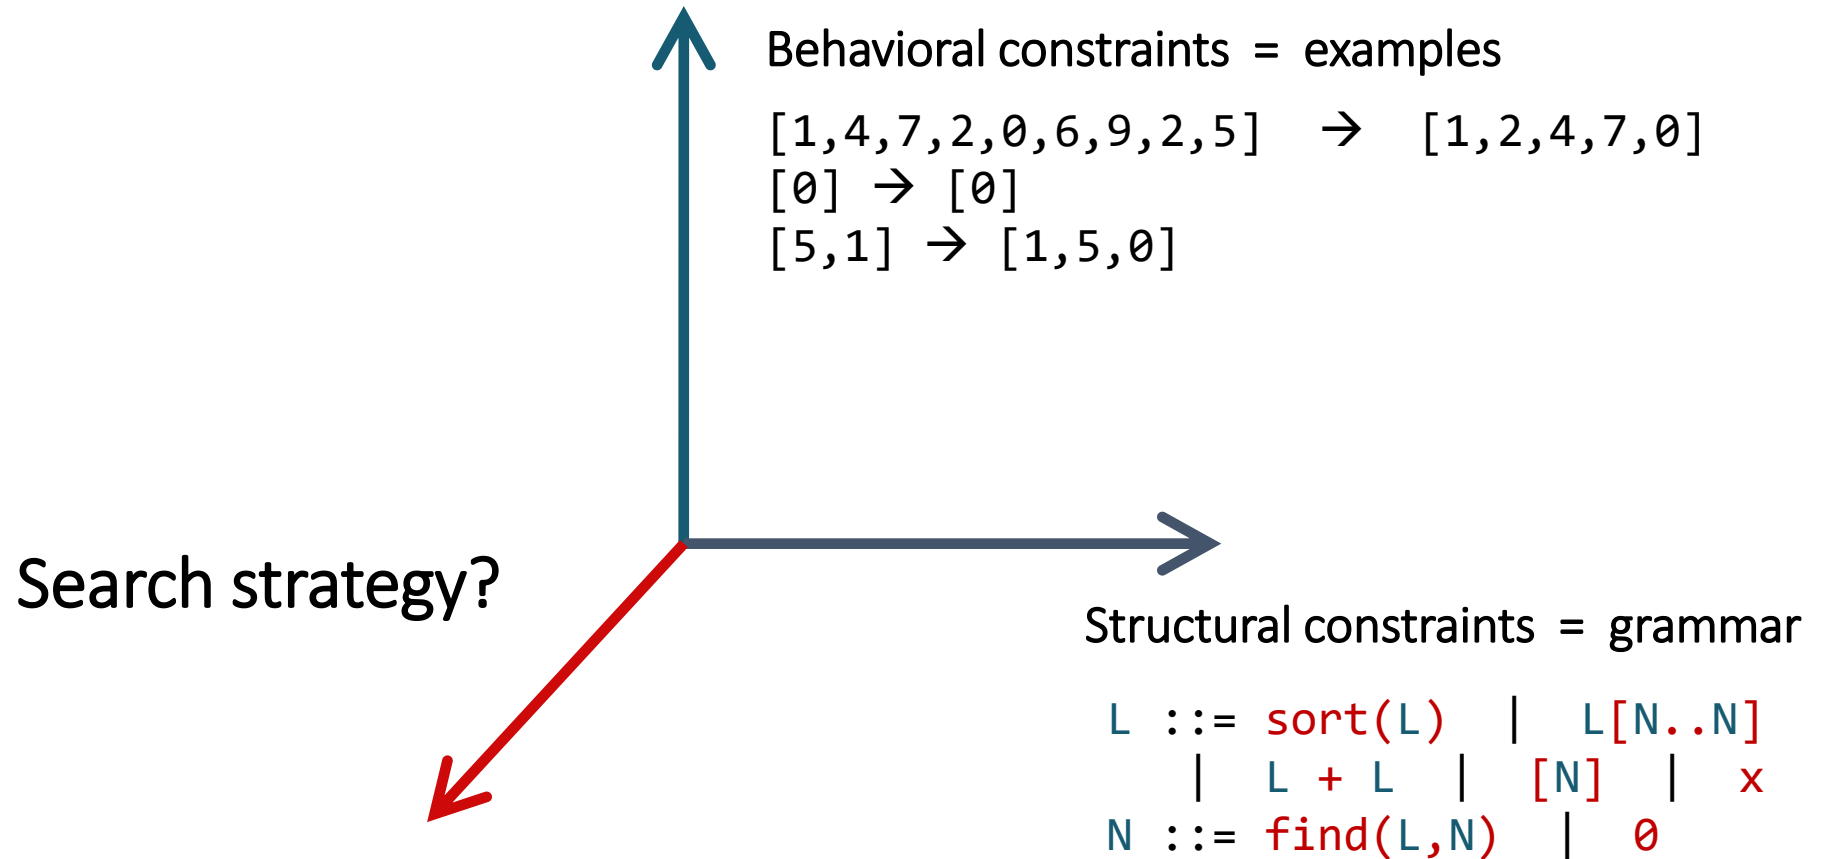 Behavioral constraints = examples
[1,4,7,2,0,6,9,2,5] → [1,2,4,7,0]
[0] → [0]
[5,1] → [1,5,0]
Search strategy?
Structural constraints = grammar
L ::= sort(L) | L[N..N]
| L + L | [N] | x
N ::= find(L,N) | 0